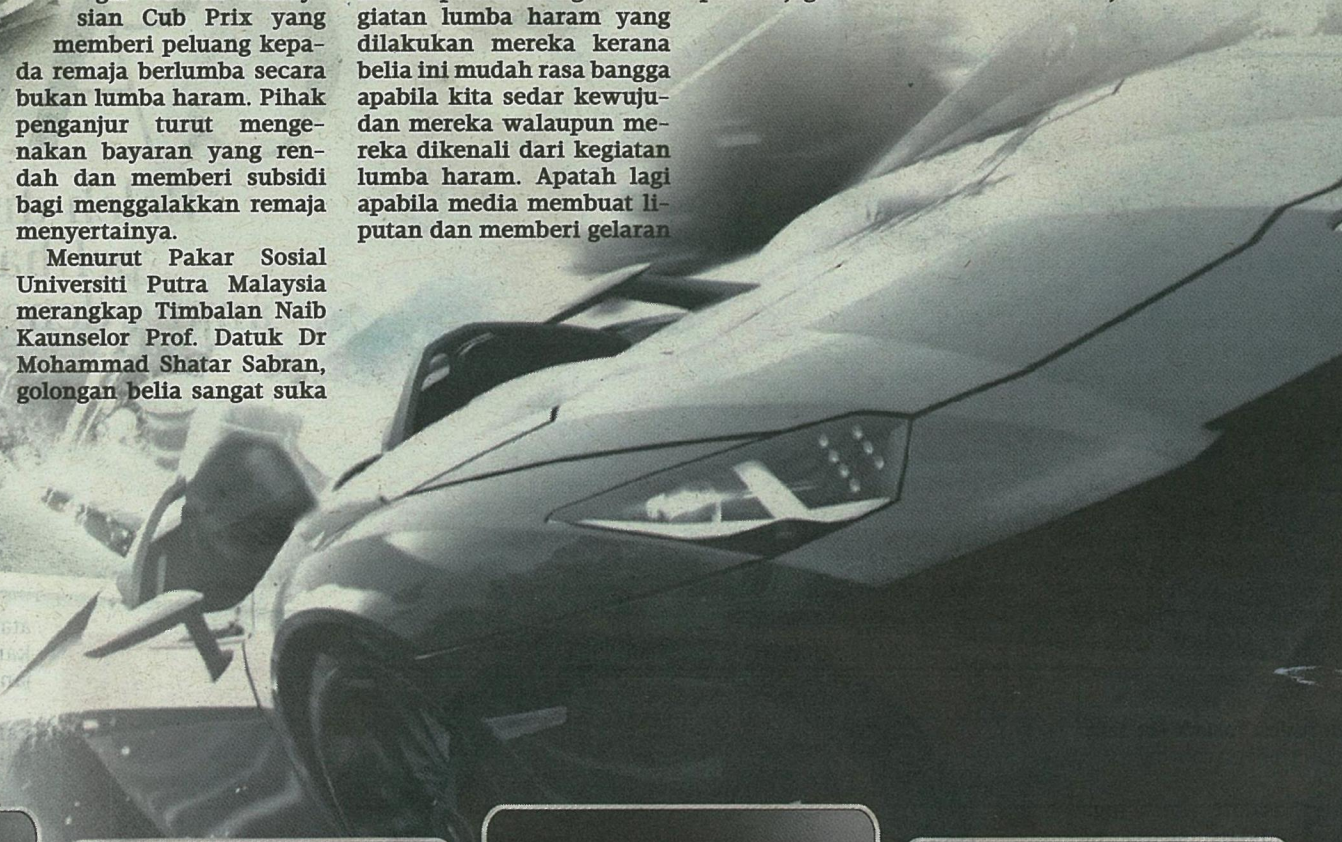 sian Cub Prix yang
memberi peluang kepa-
da remaja berlumba secara
bukan lumba haram. Pihak
penganjur turut menge-
nakan bayaran yang ren-
dah dan memberi subsidi
bagi menggalakkan remaja
menyertainya.
Menurut Pakar Sosial
Universiti Putra Malaysia
merangkap Timbalan Naib
Kaunselor Prof. Datuk Dr
Mohammad Shatar Sabran,
golongan belia sangat suka
giatan lumba haram yang
dilakukan mereka kerana
belia ini mudah rasa bangga
apabila kita sedar kewuju-
dan mereka walaupun me-
reka dikenali dari kegiatan
lumba haram. Apatah lagi
apabila media membuat li-
putan dan memberi gelaran